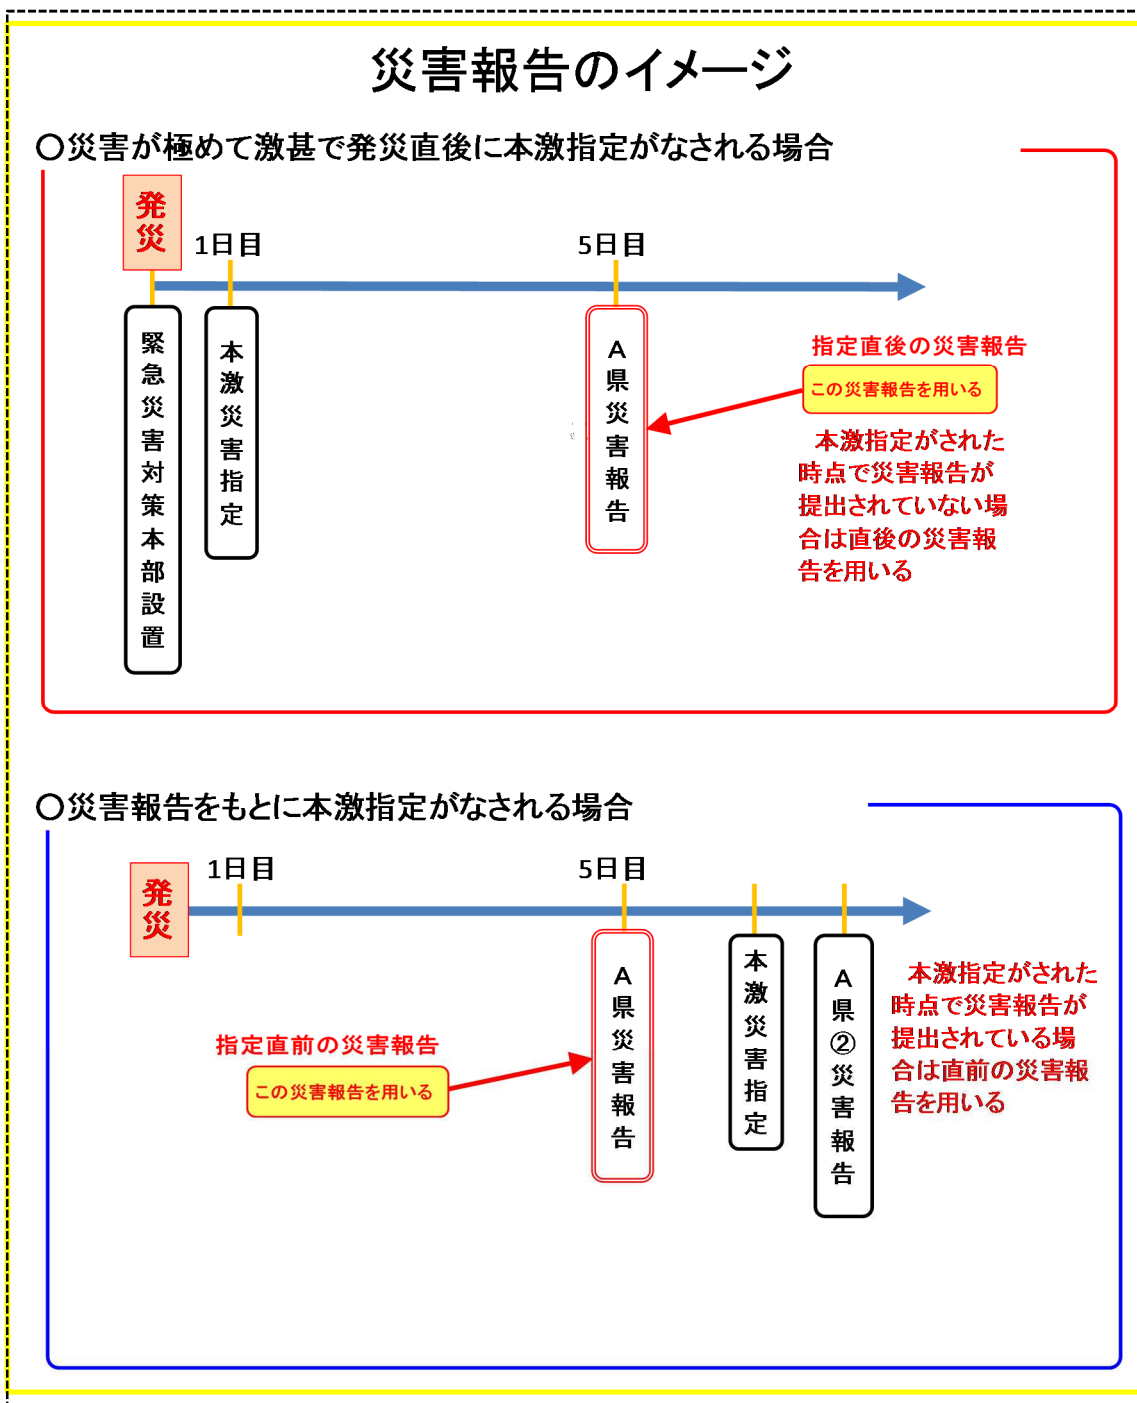 災害報告のイメージ
〇災害が極めて激甚で発災直後に本激指定がなされる場合
発災
1日目
5日目
緊急災害対策本部設置
本激災害指定
A県災害報告
指定直後の災害報告
この災害報告を用いる
本激指定がされた
時点で災害報告が
提出されていない場
合は直後の災害報
告を用いる
〇災害報告をもとに本激指定がなされる場合
発災
1日目
5日目
A県災害報告
本激災害指定
A県②災害報告
指定直前の災害報告
この災害報告を用いる
本激指定がされた
時点で災害報告が
提出されている場
合は直前の災害報
告を用いる